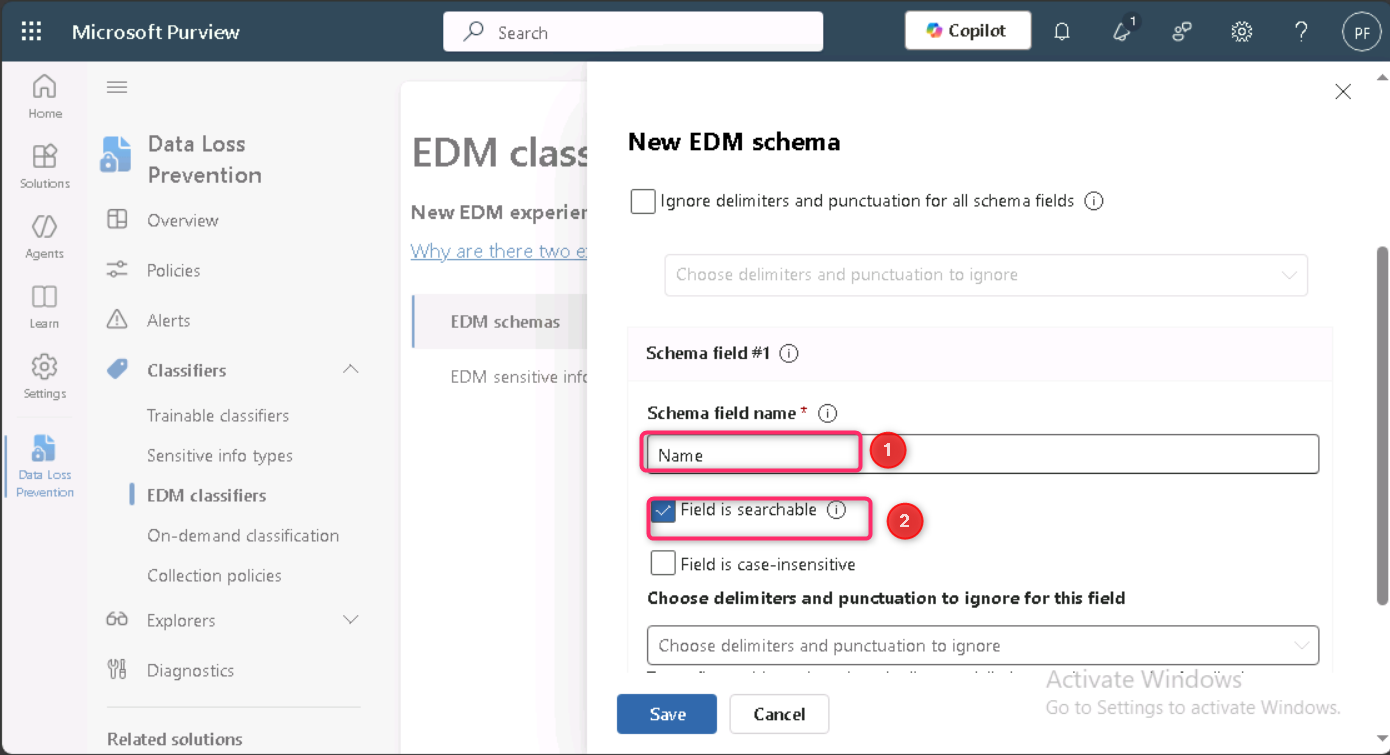 Microsoft Purview
Search
Copilot
1
PF
Home
Solutions
Agents
Learn
Settings
Data Loss
Prevention
Data Loss
Prevention
Overview
Policies
Alerts
Classifiers
Trainable classifiers
Sensitive info types
EDM classifiers
On-demand classification
Collection policies
Explorers
Diagnostics
Related solutions
EDM class
New EDM experien
Why are there two e
EDM schemas
EDM sensitive info
New EDM schema
Ignore delimiters and punctuation for all schema fields
Choose delimiters and punctuation to ignore
Schema field #1
Schema field name *
Name
1
Field is searchable
2
Field is case-insensitive
Choose delimiters and punctuation to ignore for this field
Choose delimiters and punctuation to ignore
Save
Cancel
Activate Windows
Go to Settings to activate Windows.